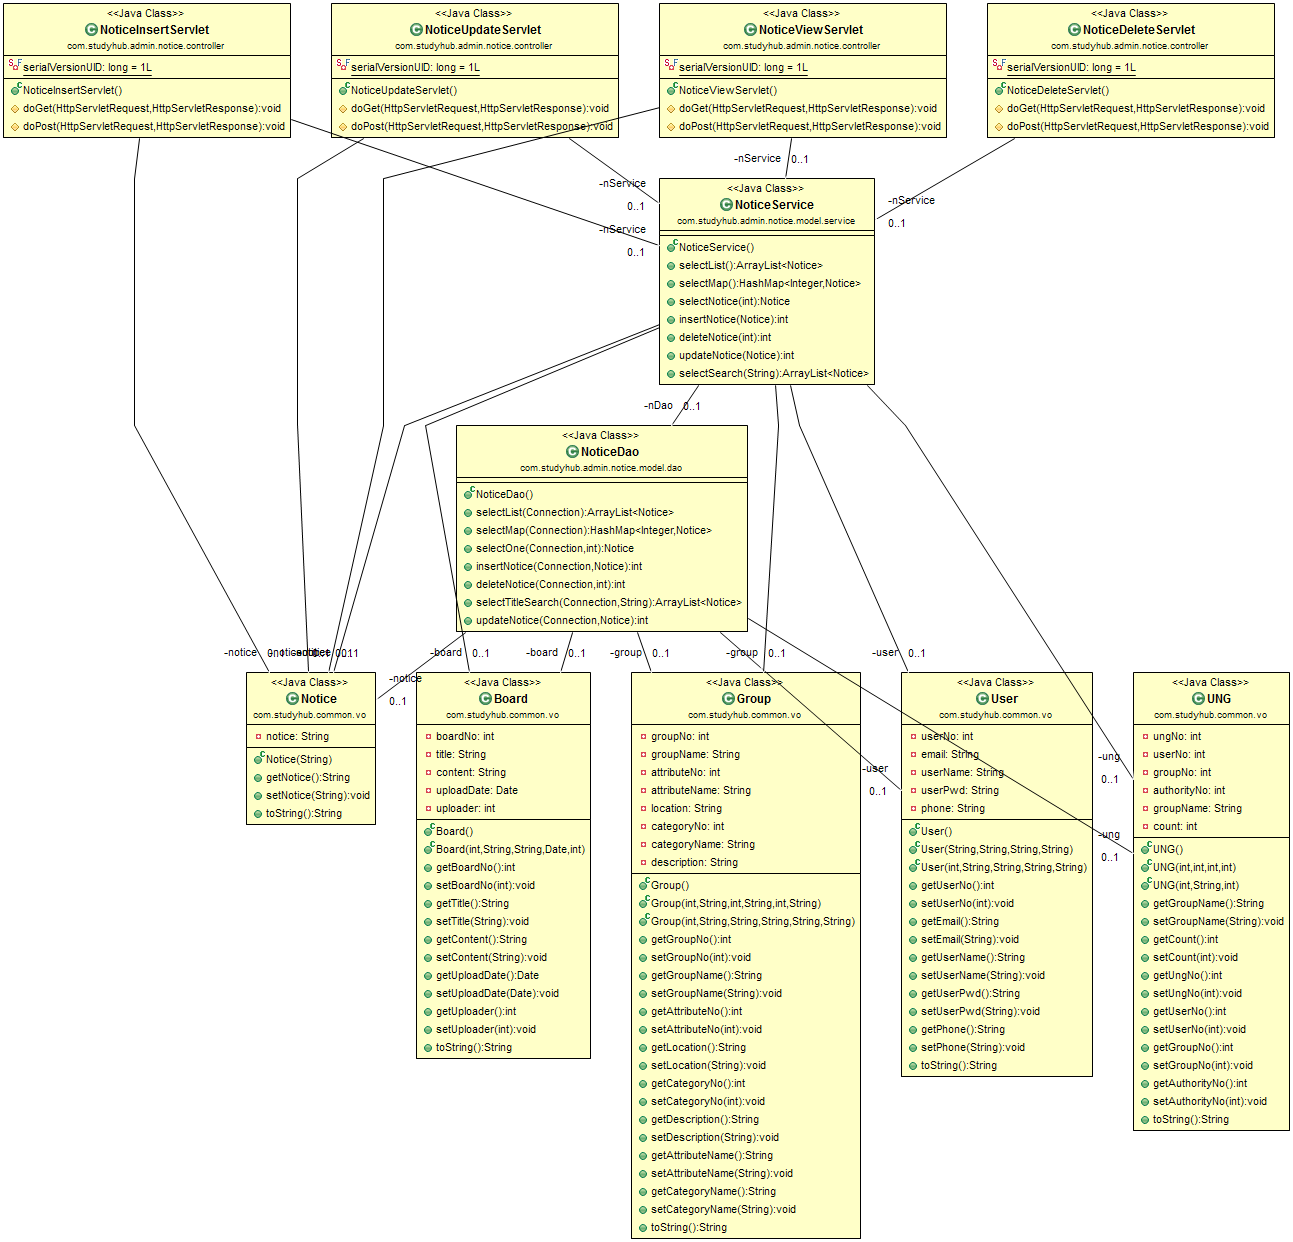 <<Java Class>>
NoticeInsertServlet
com.studyhub.admin.notice.controller
serialVersionUID: long = 1L
NoticeInsertServlet()
doGet(HttpServletRequest,HttpServletResponse):void
doPost(HttpServletRequest,HttpServletResponse):void
<<Java Class>>
NoticeUpdateServlet
com.studyhub.admin.notice.controller
serialVersionUID: long = 1L
NoticeUpdateServlet()
doGet(HttpServletRequest,HttpServletResponse):void
doPost(HttpServletRequest,HttpServletResponse):void
<<Java Class>>
NoticeViewServlet
com.studyhub.admin.notice.controller
serialVersionUID: long = 1L
NoticeViewServlet()
doGet(HttpServletRequest,HttpServletResponse):void
doPost(HttpServletRequest,HttpServletResponse):void
<<Java Class>>
NoticeDeleteServlet
com.studyhub.admin.notice.controller
serialVersionUID: long = 1L
NoticeDeleteServlet()
doGet(HttpServletRequest,HttpServletResponse):void
doPost(HttpServletRequest,HttpServletResponse):void
-nService
0..1
-nService
0..1
-nService
0..1
-nService
0..1
<<Java Class>>
NoticeService
com.studyhub.admin.notice.model.service
NoticeService()
selectList():ArrayList<Notice>
selectMap():HashMap<Integer,Notice>
selectNotice(int):Notice
insertNotice(Notice):int
deleteNotice(int):int
updateNotice(Notice):int
selectSearch(String):ArrayList<Notice>
-nDao
0..1
<<Java Class>>
NoticeDao
com.studyhub.admin.notice.model.dao
NoticeDao()
selectList(Connection):ArrayList<Notice>
selectMap(Connection):HashMap<Integer,Notice>
selectOne(Connection,int):Notice
insertNotice(Connection,Notice):int
deleteNotice(Connection,int):int
selectTitleSearch(Connection,String):ArrayList<Notice>
updateNotice(Connection,Notice):int
-notice
-notice
0..1
-board
0..1
-board
0..1
-group
0..1
-group
0..1
-user
0..1
-user
0..1
-ung
0..1
-ung
0..1
<<Java Class>>
Notice
com.studyhub.common.vo
notice: String
Notice(String)
getNotice():String
setNotice(String):void
toString():String
<<Java Class>>
Board
com.studyhub.common.vo
boardNo: int
title: String
content: String
uploadDate: Date
uploader: int
Board()
Board(int,String,String,Date,int)
getBoardNo():int
setBoardNo(int):void
getTitle():String
setTitle(String):void
getContent():String
setContent(String):void
getUploadDate():Date
setUploadDate(Date):void
getUploader():int
setUploader(int):void
toString():String
<<Java Class>>
Group
com.studyhub.common.vo
groupNo: int
groupName: String
attributeNo: int
attributeName: String
location: String
categoryNo: int
categoryName: String
description: String
Group()
Group(int,String,int,String,int,String)
Group(int,String,String,String,String,String)
getGroupNo():int
setGroupNo(int):void
getGroupName():String
setGroupName(String):void
getAttributeNo():int
setAttributeNo(int):void
getLocation():String
setLocation(String):void
getCategoryNo():int
setCategoryNo(int):void
getDescription():String
setDescription(String):void
getAttributeName():String
setAttributeName(String):void
getCategoryName():String
setCategoryName(String):void
toString():String
<<Java Class>>
User
com.studyhub.common.vo
userNo: int
email: String
userName: String
userPwd: String
phone: String
User()
User(String,String,String,String)
User(int,String,String,String,String)
getUserNo():int
setUserNo(int):void
getEmail():String
setEmail(String):void
getUserName():String
setUserName(String):void
getUserPwd():String
setUserPwd(String):void
getPhone():String
setPhone(String):void
toString():String
<<Java Class>>
UNG
com.studyhub.common.vo
ungNo: int
userNo: int
groupNo: int
authorityNo: int
groupName: String
count: int
UNG()
UNG(int,int,int,int)
UNG(int,String,int)
getGroupName():String
setGroupName(String):void
getCount():int
setCount(int):void
getUngNo():int
setUngNo(int):void
getUserNo():int
setUserNo(int):void
getGroupNo():int
setGroupNo(int):void
getAuthorityNo():int
setAuthorityNo(int):void
toString():String